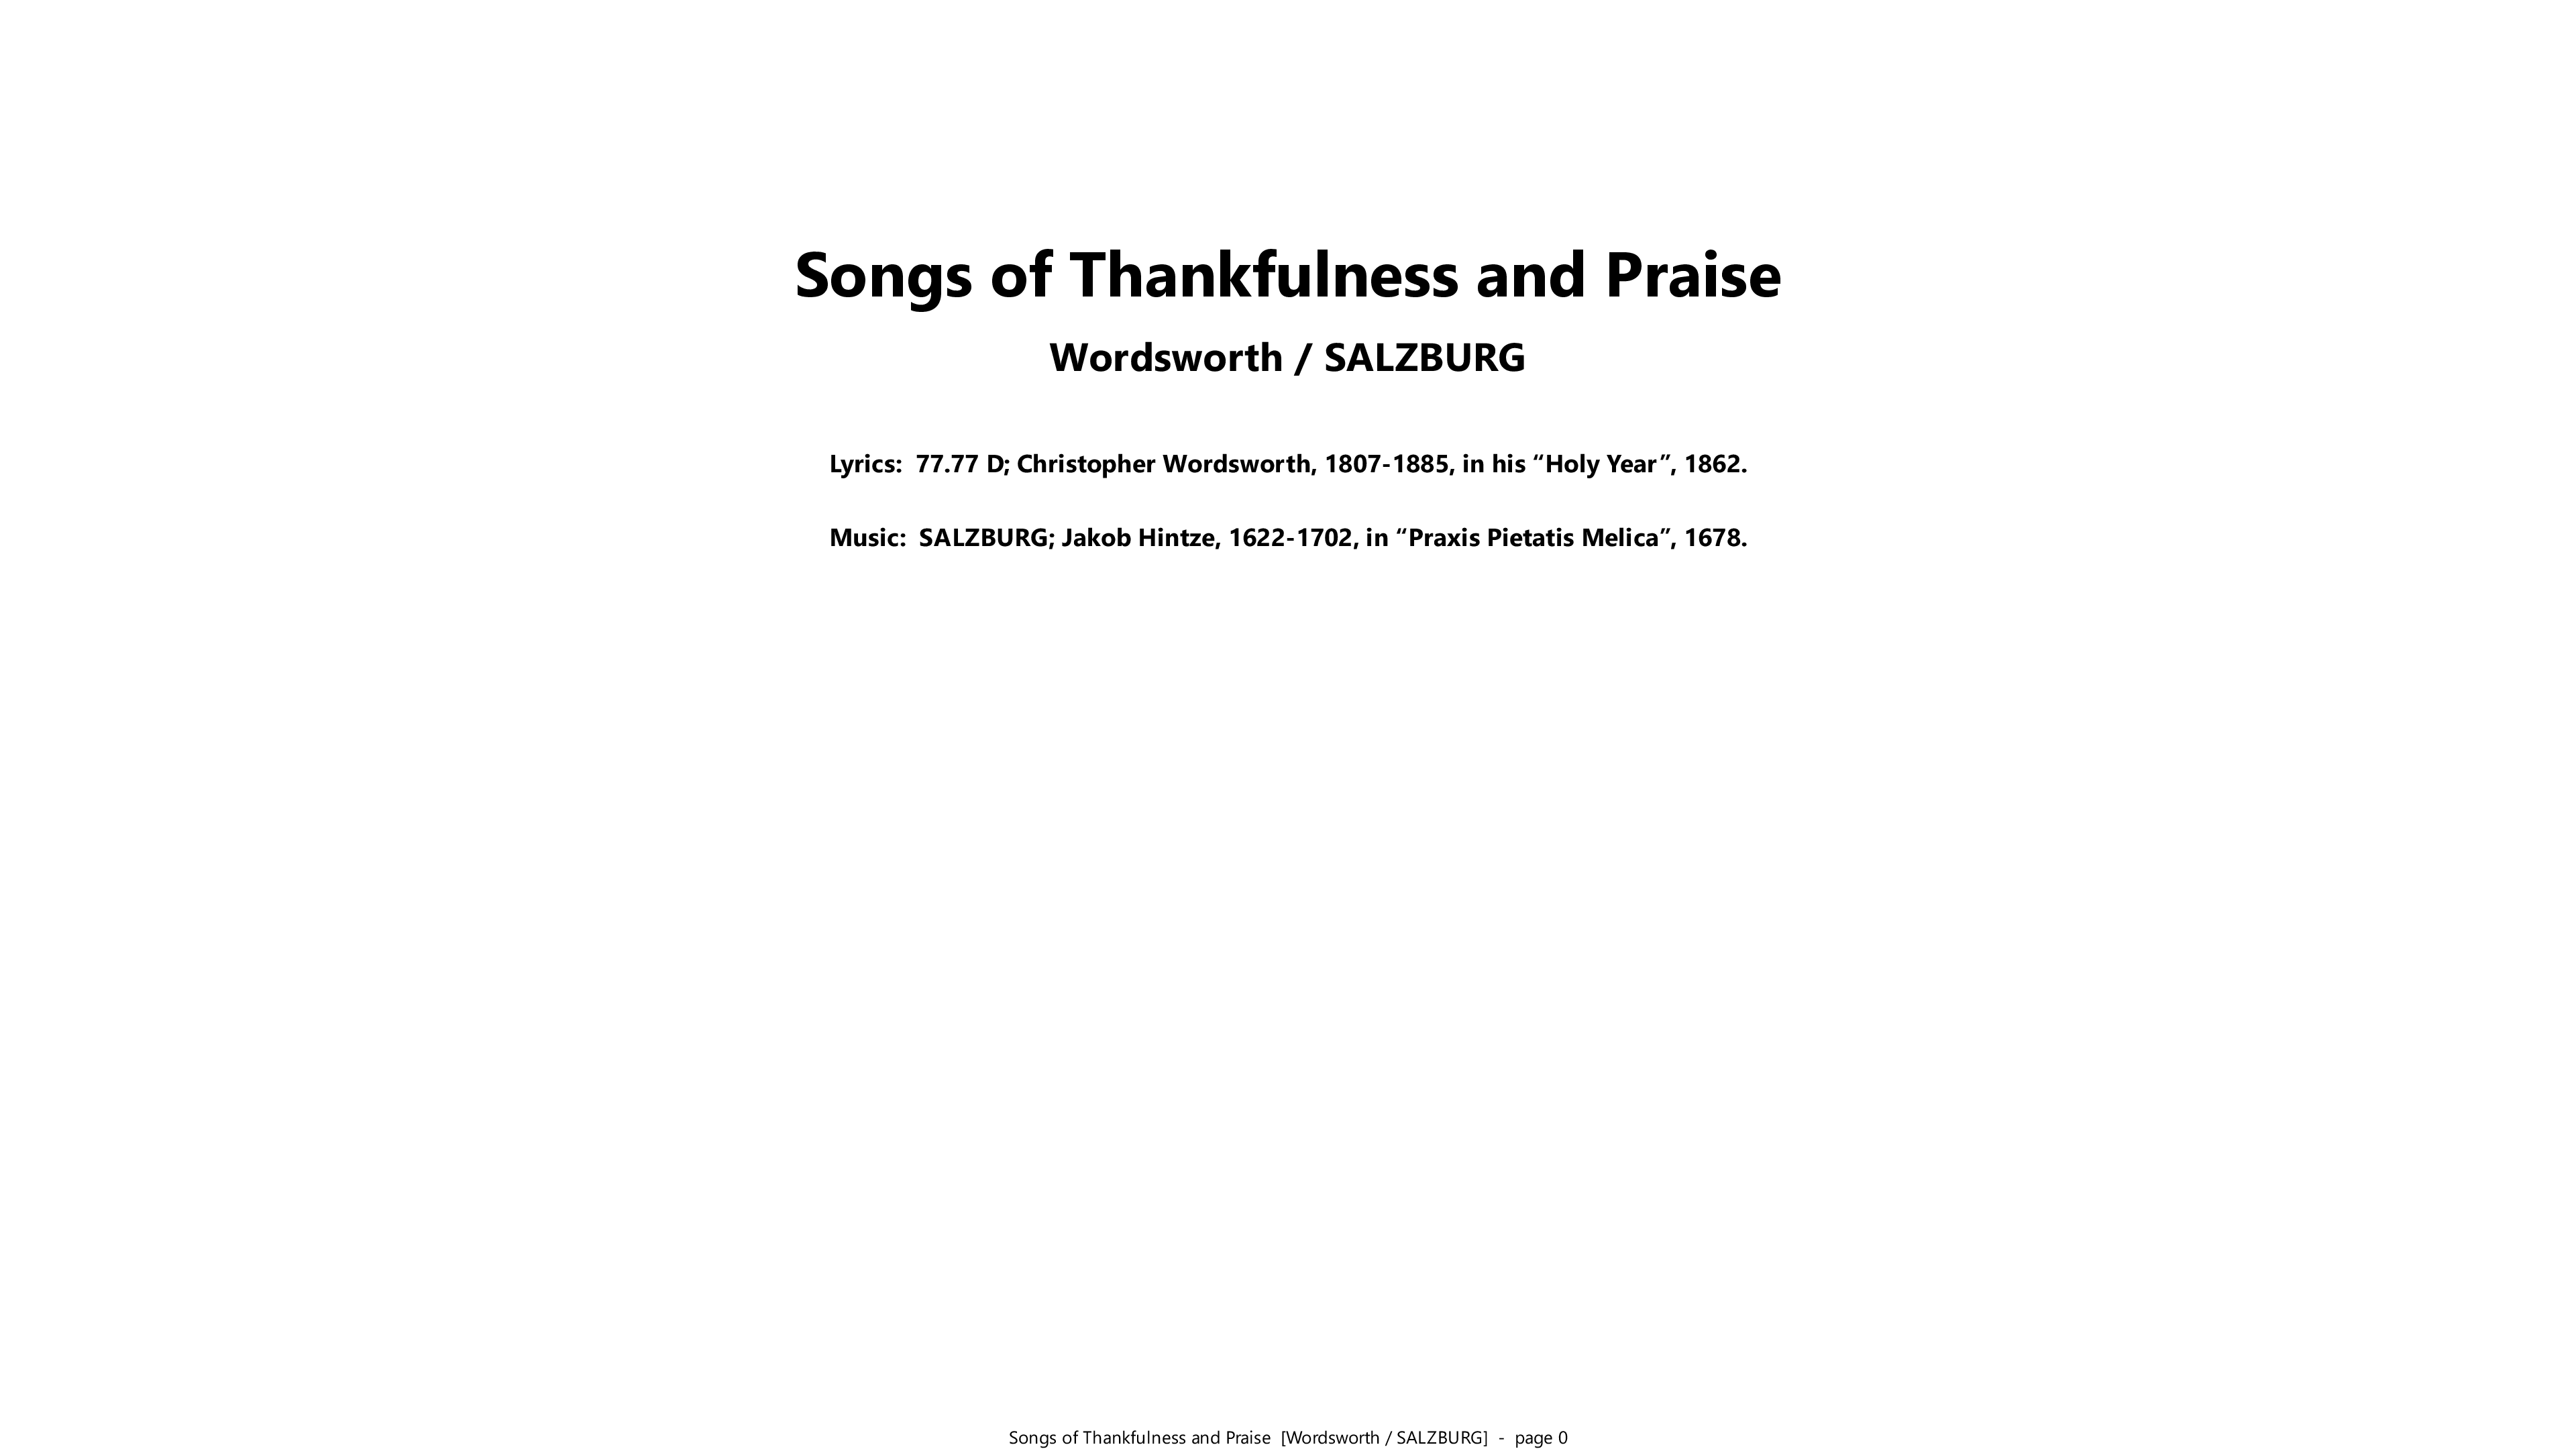 Songs of Thankfulness and Praise
Wordsworth / SALZBURG
Lyrics:  77.77 D; Christopher Wordsworth, 1807-1885, in his “Holy Year”, 1862.
Music:  SALZBURG; Jakob Hintze, 1622-1702, in “Praxis Pietatis Melica”, 1678.
Songs of Thankfulness and Praise  [Wordsworth / SALZBURG]  -  page 0